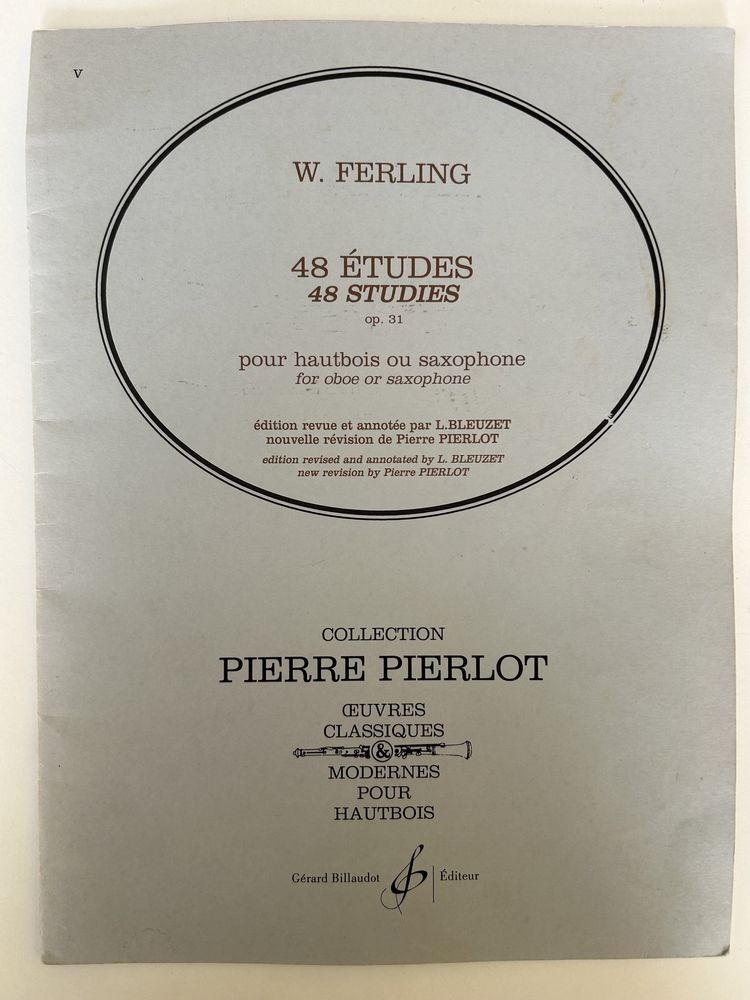 V
W. FERLING
48 ÉTUDES
48 STUDIES
op. 31
pour hautbois ou saxophone
for oboe or saxophone
édition revue et annotée par L.BLEUZET
nouvelle révision de Pierre PIERLOT
edition revised and annotated by L. BLEUZET
new revision by Pierre PIERLOT
COLLECTION
PIERRE PIERLOT
ŒUVRES
CLASSIQUES
&
MODERNES
POUR
HAUTBOIS
Gérard Billaudot Éditeur